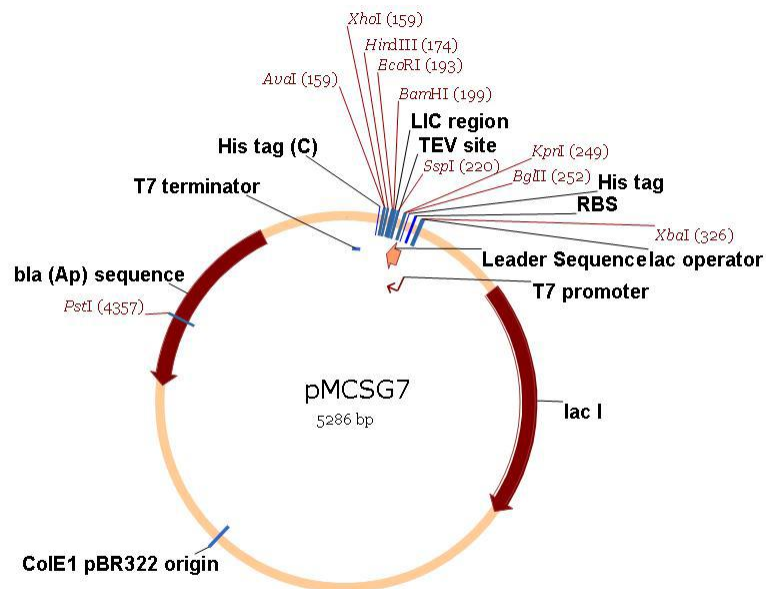 XhoI (159)
HindIII (174)
EcoRI (193)
AvaI (159)
BamHI (199)
LIC region
TEV site
His tag (C)
SspI (220)
KpnI (249)
BglII (252)
His tag
T7 terminator
RBS
XbaI (326)
Leader Sequence
lac operator
bla (Ap) sequence
T7 promoter
PstI (4357)
pMCSG7
5286 bp
lac I
ColE1 pBR322 origin